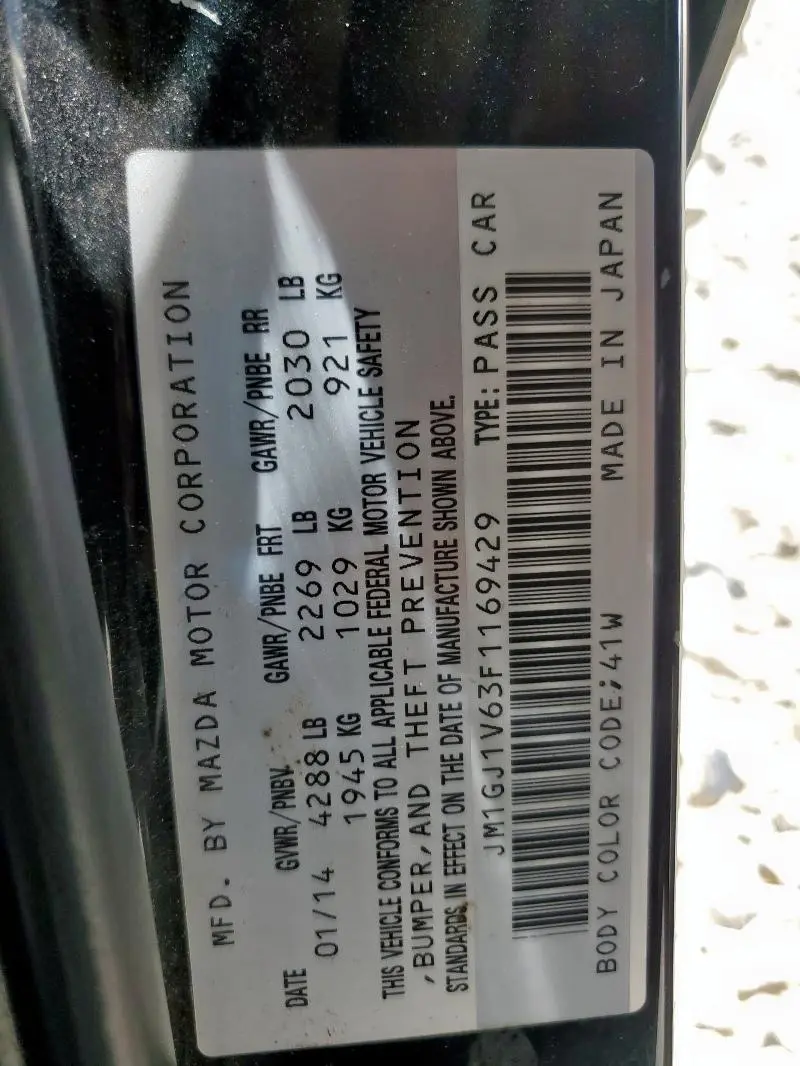 MFD. BY MAZDA MOTOR CORPORATION
DATE GVWR/PNBV GAWR/PNBE FRT GAWR/PNBE RR
01/14 4288 LB 2269 LB 2030 LB
1945 KG 1029 KG 921 KG
THIS VEHICLE CONFORMS TO ALL APPLICABLE FEDERAL MOTOR VEHICLE SAFETY
,BUMPER,AND THEFT PREVENTION
STANDARDS IN EFFECT ON THE DATE OF MANUFACTURE SHOWN ABOVE.
JM1GJ1V63F1169429 TYPE:PASS CAR
BODY COLOR CODE;41W MADE IN JAPAN